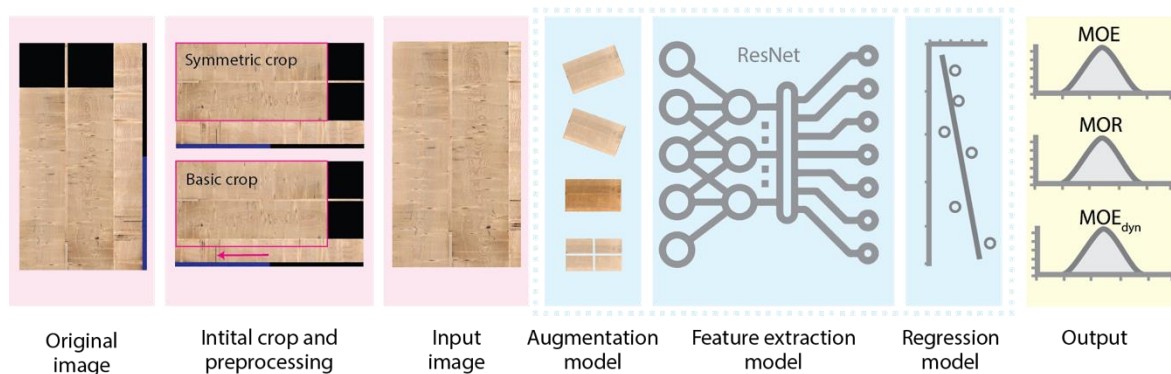 Symmetric crop
Basic crop
ResNet
MOE
MOR
MOEdyn
Original
image
Intital crop and
preprocessing
Input
image
Augmentation
model
Feature extraction
model
Regression
model
Output